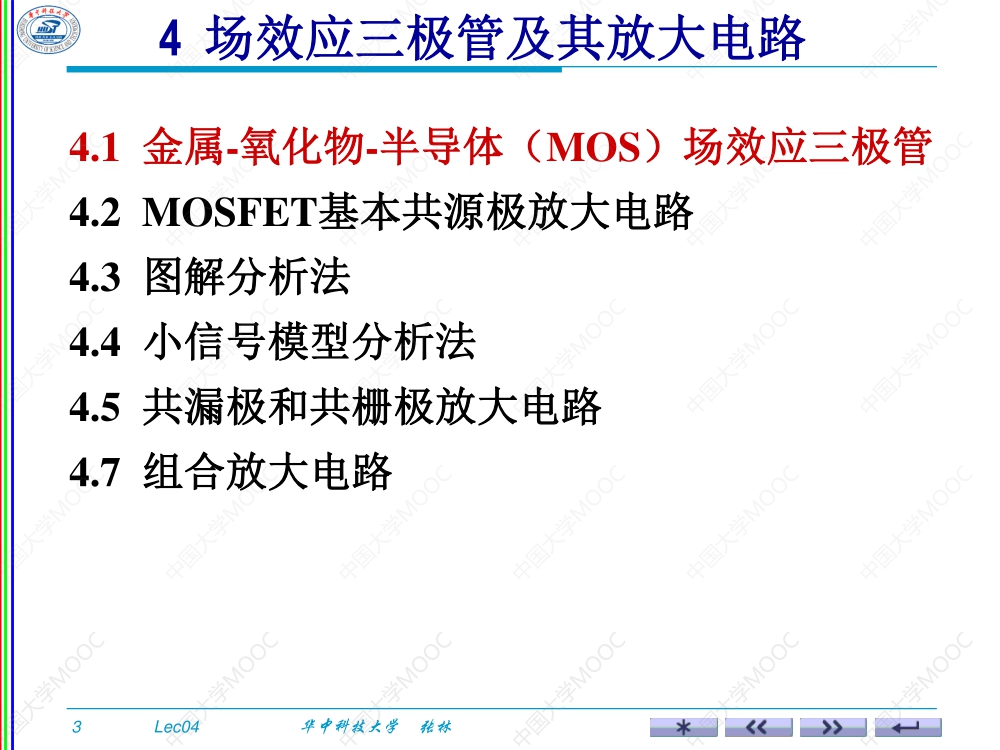 4 场效应三极管及其放大电路
4.1 金属-氧化物-半导体（MOS）场效应三极管
4.2 MOSFET基本共源极放大电路
4.3 图解分析法
4.4 小信号模型分析法
4.5 共漏极和共栅极放大电路
4.7 组合放大电路
3 Lec04 华中科技大学 张林
中国大学MOOC